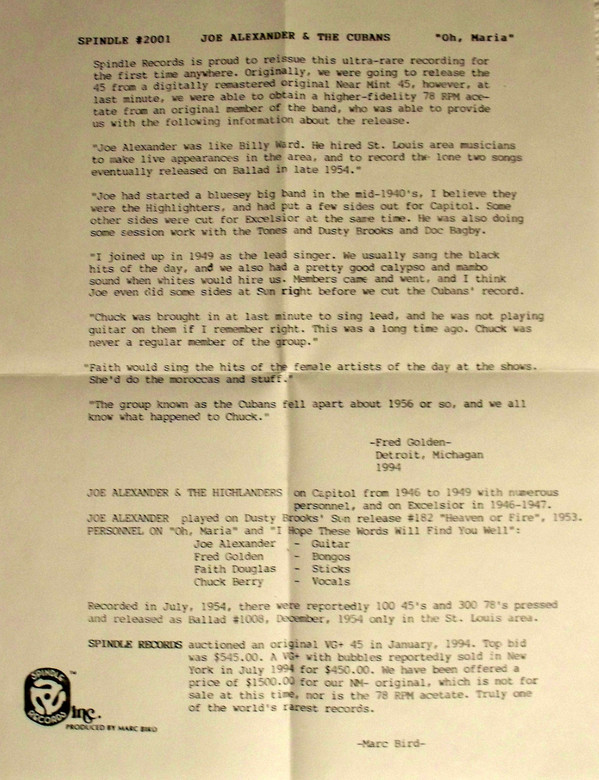 SPINDLE #2001 JOE ALEXANDER & THE CUBANS "Oh, Maria"
Spindle Records is proud to reissue this ultra-rare recording for
the first time anywhere. Originally, we were going to release the
45 from a digitally remastered original Near Mint 45, however, at
last minute, we were able to obtain a higher-fidelity 78 RPM ace-
tate from an original member of the band, who was able to provide
us with the following information about the release.
"Joe Alexander was like Billy Ward. He hired St. Louis area musicians
to make live appearances in the area, and to record the lone two songs
eventually released on Ballad in late 1954."
"Joe had started a bluesey big band in the mid-1940's, I believe they
were the Highlighters, and had put a few sides out for Capitol. Some
other sides were cut for Excelsior at the same time. He was also doing
some session work with the Tones and Dusty Brooks and Doc Bagby.
"I joined up in 1949 as the lead singer. We usually sang the black
hits of the day, and we also had a pretty good calypso and mambo
sound when whites would hire us. Members came and went, and I think
Joe even did some sides at Sun right before we cut the Cubans' record.
"Chuck was brought in at last minute to sing lead, and he was not playing
guitar on them if I remember right. This was a long time ago. Chuck was
never a regular member of the group."
"Faith would sing the hits of the female artists of the day at the shows.
She'd do the moroccas and stuff."
"The group known as the Cubans fell apart about 1956 or so, and we all
know what happened to Chuck."
-Fred Golden-
Detroit, Michagan
1994
JOE ALEXANDER & THE HIGHLANDERS on Capitol from 1946 to 1949 with numerous
personnel, and on Excelsior in 1946-1947.
JOE ALEXANDER played on Dusty Brooks' Sun release #182 "Heaven or Fire", 1953.
PERSONNEL ON "Oh, Maria" and "I Hope These Words Will Find You Well":
Joe Alexander - Guitar
Fred Golden - Bongos
Faith Douglas - Sticks
Chuck Berry - Vocals
Recorded in July, 1954, there were reportedly 100 45's and 300 78's pressed
and released as Ballad #1008, December, 1954 only in the St. Louis area.
SPINDLE RECORDS auctioned an original VG+ 45 in January, 1994. Top bid
was $545.00. A VG+ with bubbles reportedly sold in New
York in July 1994 for $450.00. We have been offered a
price of $1500.00 for our NM- original, which is not for
sale at this time, nor is the 78 RPM acetate. Truly one
of the world's rarest records.
SPINDLE RECORDS TM Inc.
PRODUCED BY MARC BIRD
-Marc Bird-